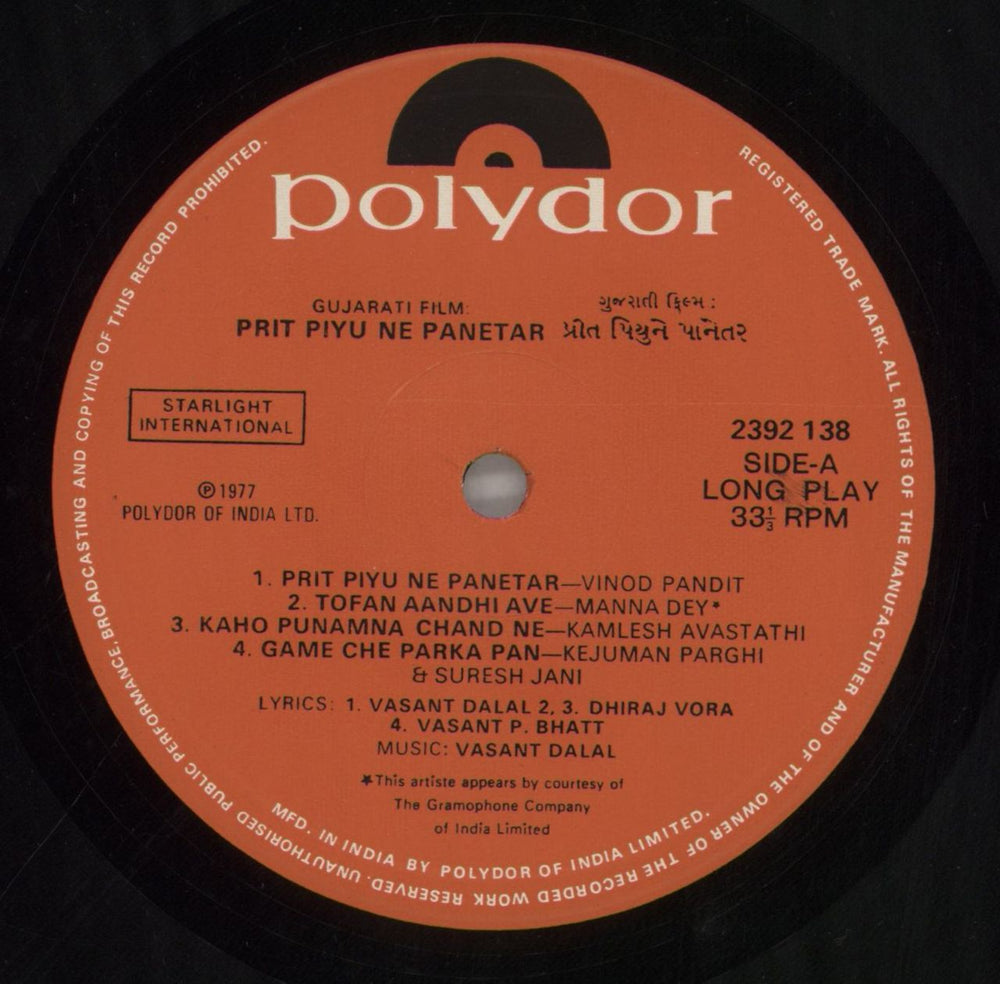 polydor
GUJARATI FILM:
PRIT PIYU NE PANETAR
ગુજરાતી ફિલ્મ :
પ્રીત પિયુને પાનેતર
STARLIGHT
INTERNATIONAL
℗ 1977
POLYDOR OF INDIA LTD.
2392 138
SIDE-A
LONG PLAY
33⅓ RPM
1. PRIT PIYU NE PANETAR—VINOD PANDIT
2. TOFAN AANDHI AVE—MANNA DEY*
3. KAHO PUNAMNA CHAND NE—KAMLESH AVASTATHI
4. GAME CHE PARKA PAN—KEJUMAN PARGHI
& SURESH JANI
LYRICS: 1. VASANT DALAL 2, 3. DHIRAJ VORA
4. VASANT P. BHATT
MUSIC: VASANT DALAL
*This artiste appears by courtesy of
The Gramophone Company
of India Limited
MFD. IN INDIA BY POLYDOR OF INDIA LIMITED.
REGISTERED TRADE MARK. ALL RIGHTS OF THE MANUFACTURER AND OF THE OWNER OF THE RECORDED WORK RESERVED. UNAUTHORISED PUBLIC PERFORMANCE, BROADCASTING AND COPYING OF THIS RECORD PROHIBITED.